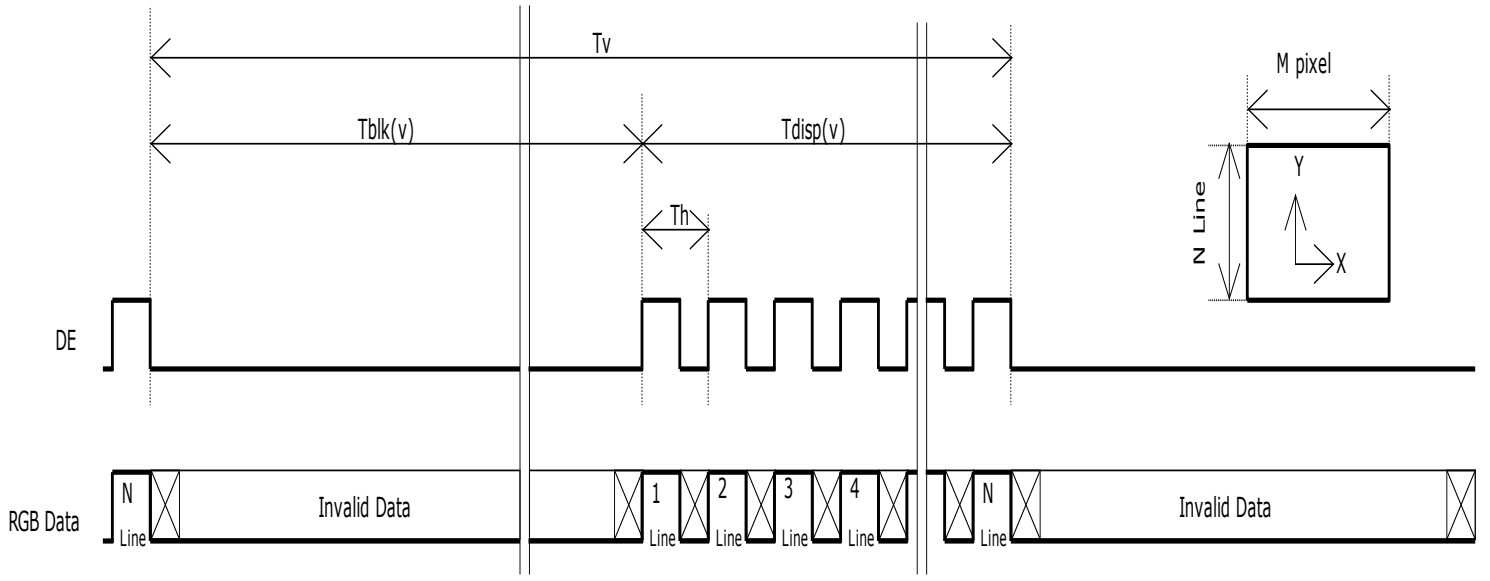 Tv
M pixel
Tblk(v)
Tdisp(v)
Th
Y
X
N Line
DE
RGB Data
N
Line
Invalid Data
1
Line
2
Line
3
Line
4
Line
N
Line
Invalid Data